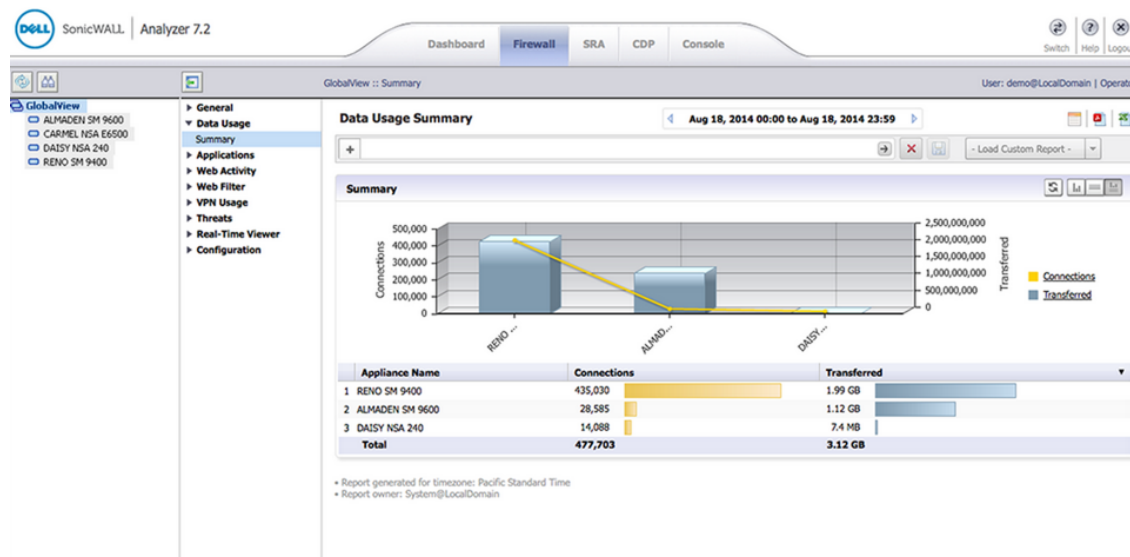 DELL SonicWALL Analyzer 7.2
Dashboard Firewall SRA CDP Console
Switch Help Logou
GlobalView :: Summary User: demo@LocalDomain | Operato
GlobalView
ALMADEN SM 9600
CARMEL NSA E6500
DAISY NSA 240
RENO SM 9400
General
Data Usage
Summary
Applications
Web Activity
Web Filter
VPN Usage
Threats
Real-Time Viewer
Configuration
Data Usage Summary Aug 18, 2014 00:00 to Aug 18, 2014 23:59
+ - Load Custom Report -
Summary
500,000
400,000
300,000
200,000
100,000
0
Connections
2,500,000,000
2,000,000,000
1,500,000,000
1,000,000,000
500,000,000
0
Transferred
Connections
Transferred
RENO ...
ALMAD...
DAISY...
Appliance Name Connections Transferred
1 RENO SM 9400 435,030 1.99 GB
2 ALMADEN SM 9600 28,585 1.12 GB
3 DAISY NSA 240 14,088 7.4 MB
Total 477,703 3.12 GB
• Report generated for timezone: Pacific Standard Time
• Report owner: System@LocalDomain